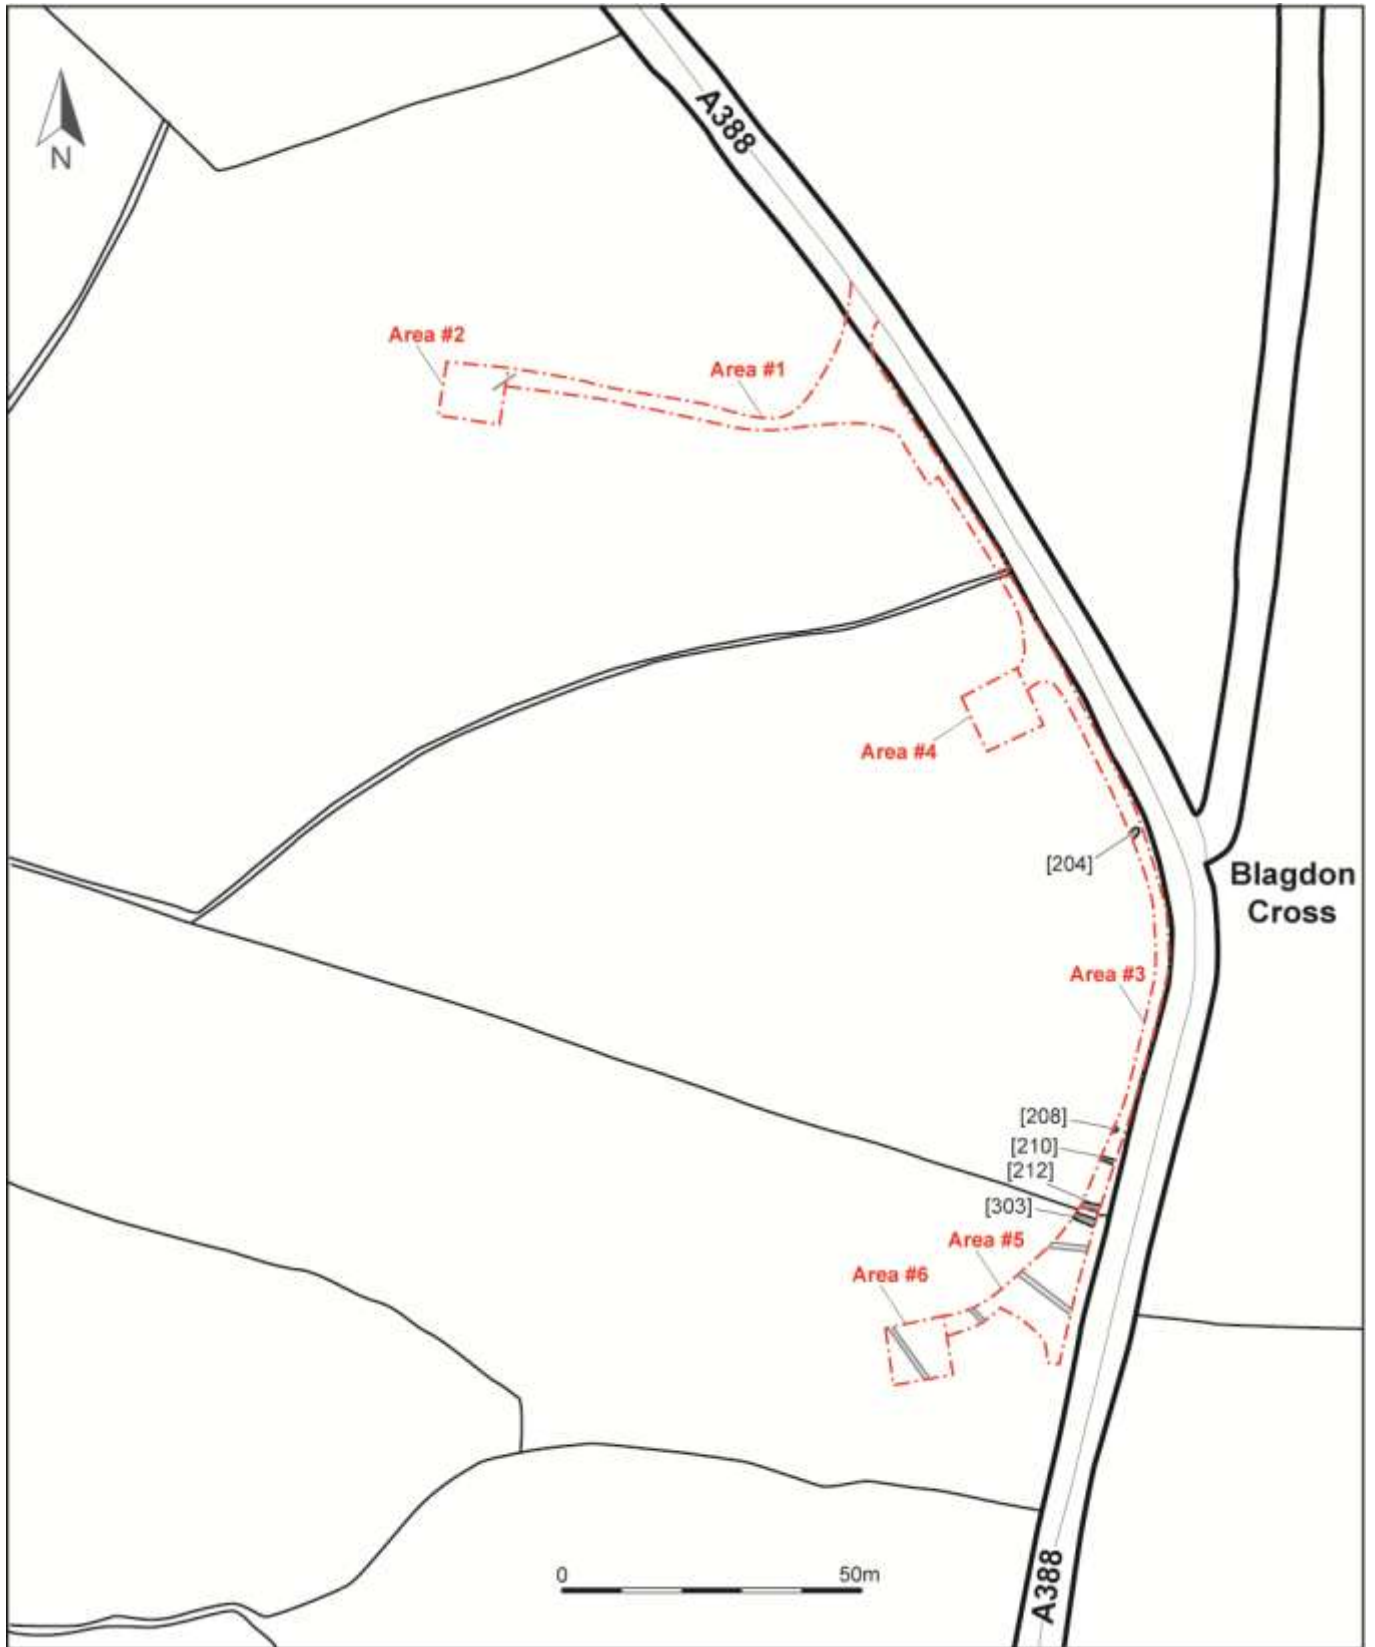 A388
N
Area #2
Area #1
Area #4
[204]
Blagdon
Cross
Area #3
[208]
[210]
[212]
[303]
Area #5
Area #6
0
50m
A388